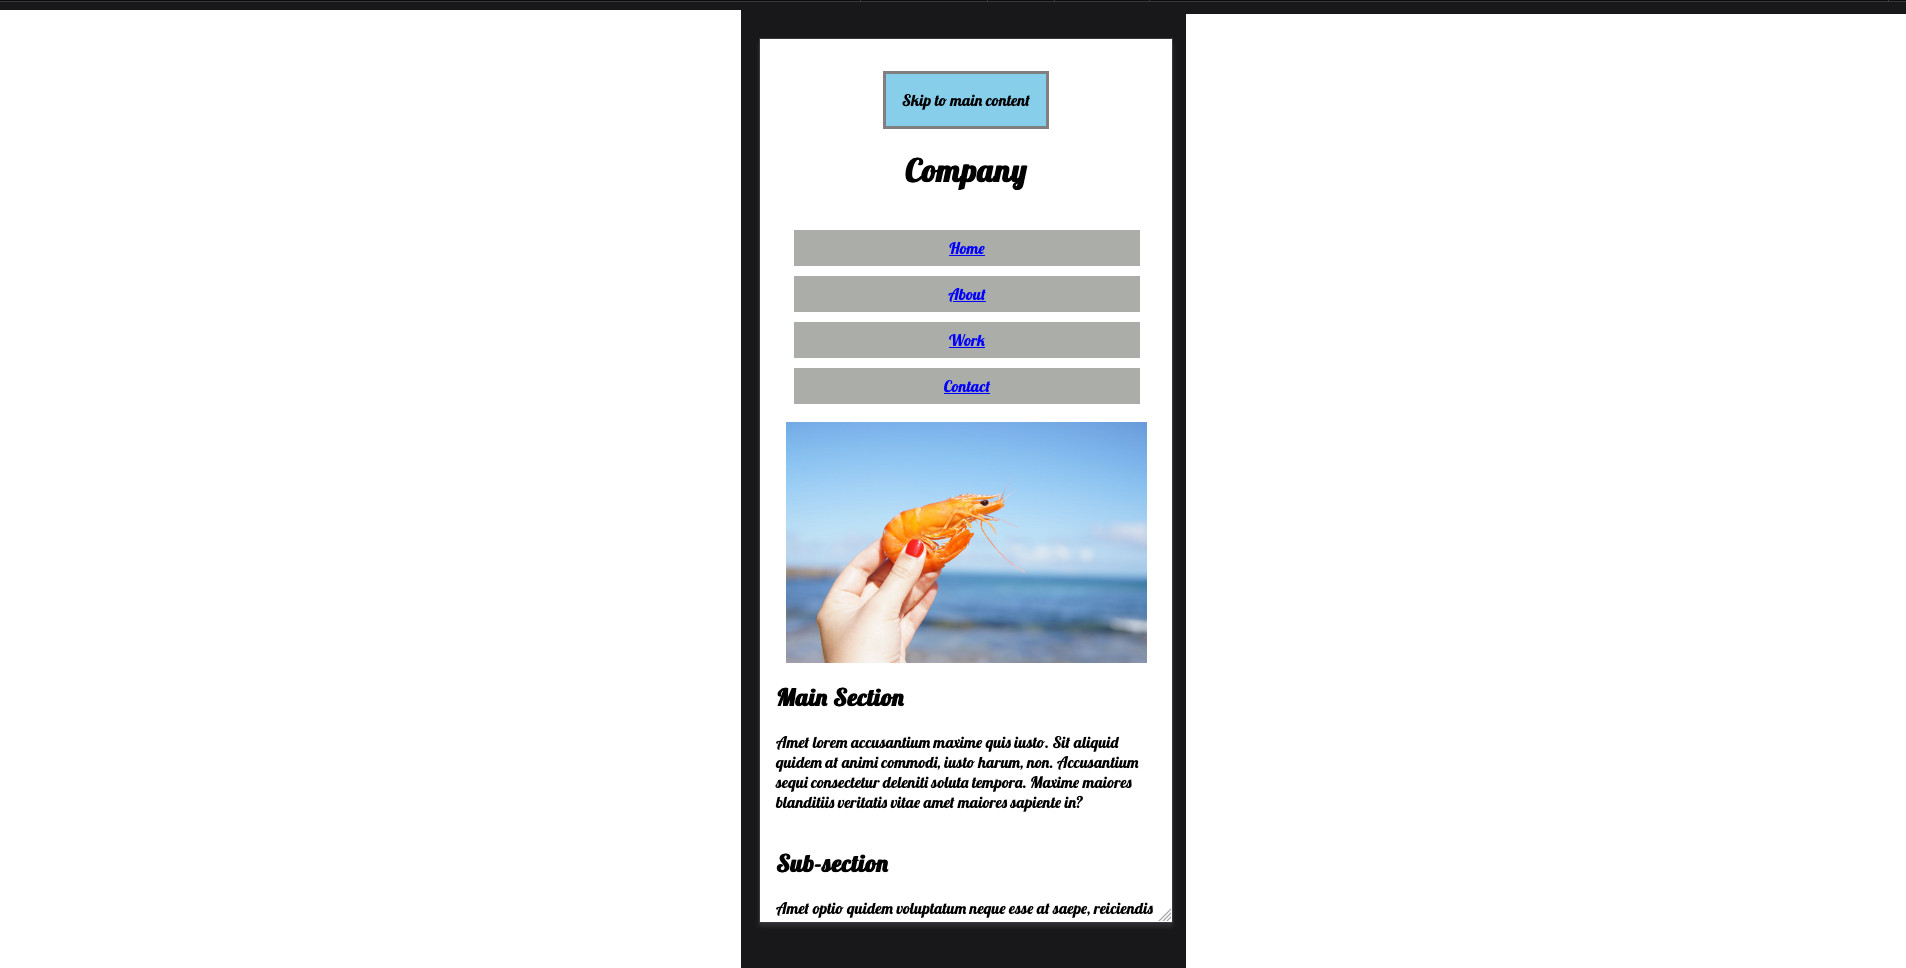 Skip to main content
Company
Home
About
Work
Contact
Main Section
Amet lorem accusantium maxime quis iusto. Sit aliquid
quidem at animi commodi, iusto harum, non. Accusantium
sequi consectetur deleniti soluta tempora. Maxime maiores
blanditiis veritatis vitae amet maiores sapiente in?
Sub-section
Amet optio quidem voluptatum neque esse at saepe, reiciendis